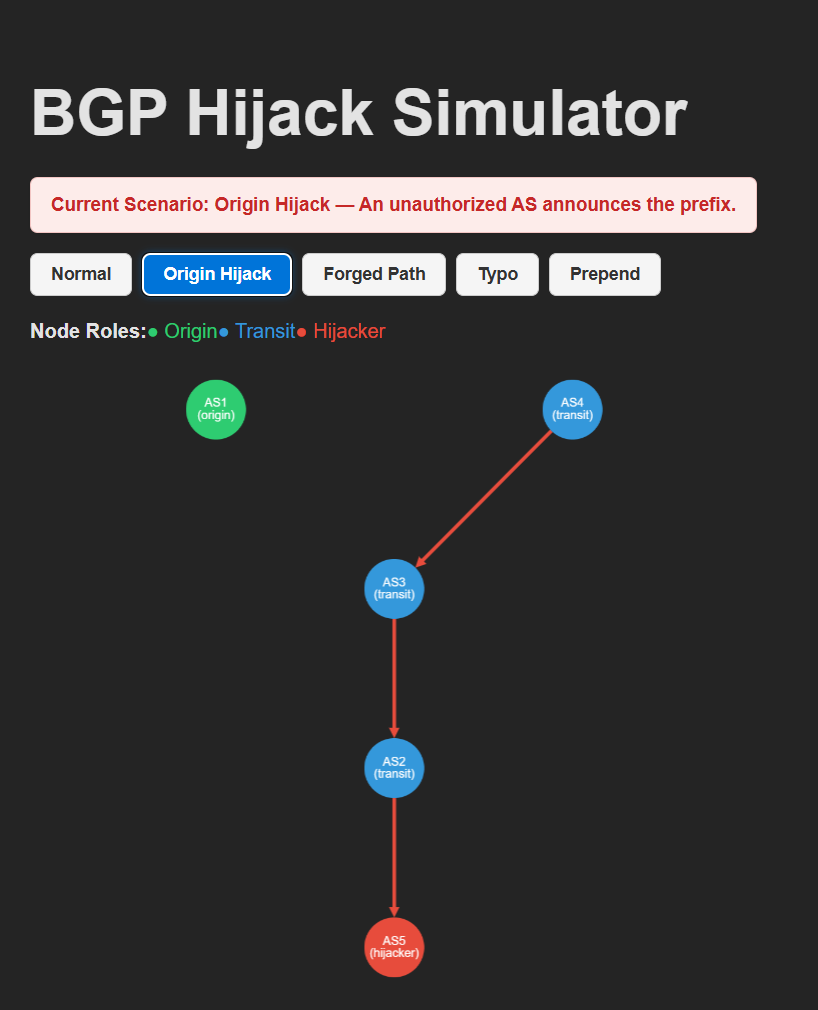 BGP Hijack Simulator
Current Scenario: Origin Hijack — An unauthorized AS announces the prefix.
Normal Origin Hijack Forged Path Typo Prepend
Node Roles:● Origin● Transit● Hijacker
AS1
(origin)
AS4
(transit)
AS3
(transit)
AS2
(transit)
AS5
(hijacker)